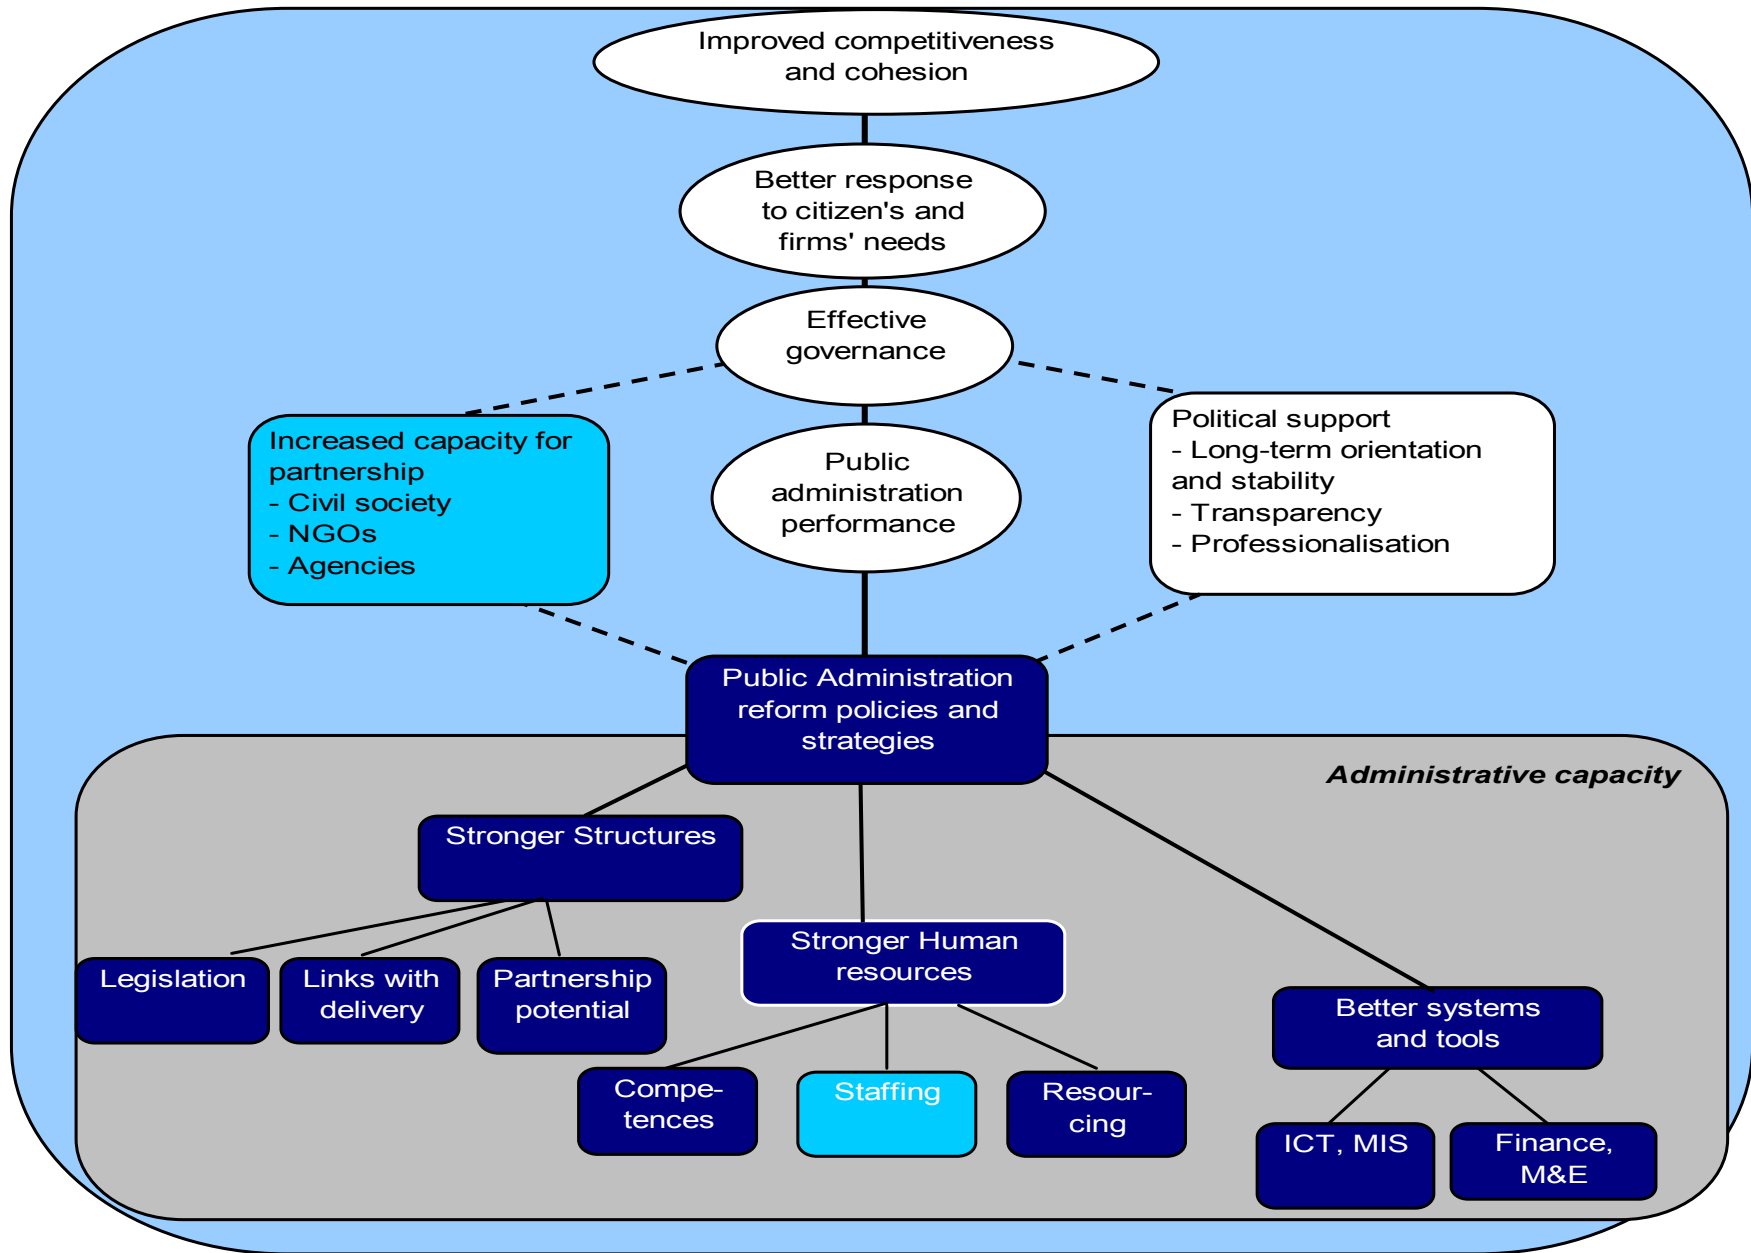 Improved competitiveness
and cohesion
Better response
to citizen's and
firms' needs
Effective
governance
Increased capacity for
partnership
- Civil society
- NGOs
- Agencies
Public
administration
performance
Political support
- Long-term orientation
and stability
- Transparency
- Professionalisation
Public Administration
reform policies and
strategies
Administrative capacity
Stronger Structures
Legislation
Links with
delivery
Partnership
potential
Stronger Human
resources
Compe-
tences
Staffing
Resour-
cing
Better systems
and tools
ICT, MIS
Finance,
M&E